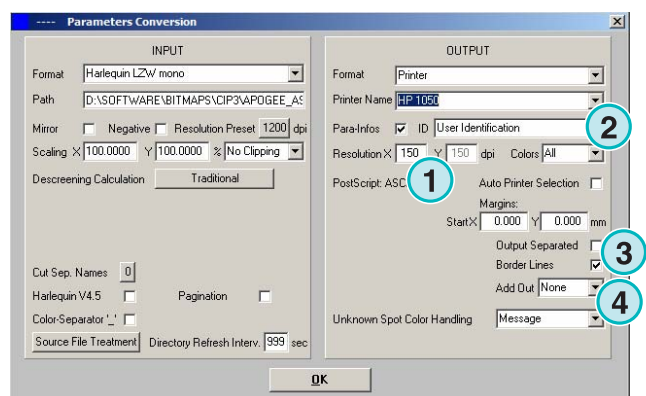 ---- Parameters Conversion
INPUT
Format Harlequin LZW mono
Path D:\SOFTWARE\BITMAPS\CIP3\APOGEE_AS
Mirror Negative Resolution Preset 1200 dpi
Scaling X 100.0000 Y 100.0000 % No Clipping
Descreening Calculation Traditional
Cut Sep. Names 0
Harlequin V4.5 Pagination
Color-Separator '_'
Source File Treatment Directory Refresh Interv. 999 sec
OUTPUT
Format Printer
Printer Name HP 1050
Para-Infos ID User Identification
2
Resolution X 150 Y 150 dpi Colors All
1
PostScript: ASC Auto Printer Selection
Margins:
Start X 0.000 Y 0.000 mm
Output Separated
3
Border Lines
Add Out None
4
Unknown Spot Color Handling Message
OK